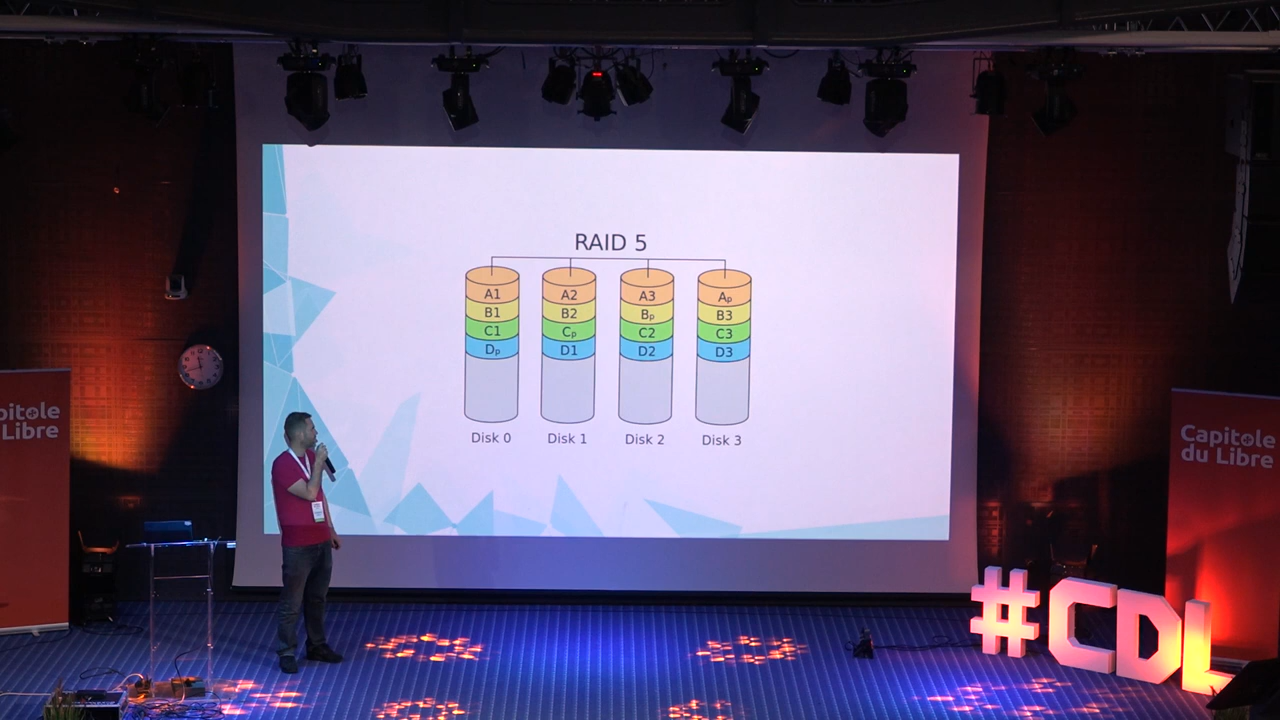 RAID 5
A1 A2 A3 Ap
B1 B2 Bp B3
C1 Cp C2 C3
Dp D1 D2 D3
Disk 0 Disk 1 Disk 2 Disk 3
pitole
Libre
Capitole
du Libre
#CDL